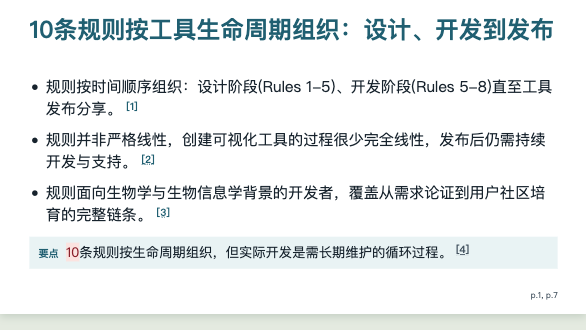 10条规则按工具生命周期组织：设计、开发到发布
• 规则按时间顺序组织：设计阶段(Rules 1–5)、开发阶段(Rules 5–8)直至工具
发布分享。 [1]
• 规则并非严格线性，创建可视化工具的过程很少完全线性，发布后仍需持续
开发与支持。 [2]
• 规则面向生物学与生物信息学背景的开发者，覆盖从需求论证到用户社区培
育的完整链条。 [3]
要点 10条规则按生命周期组织，但实际开发是需长期维护的循环过程。 [4]
p.1, p.7